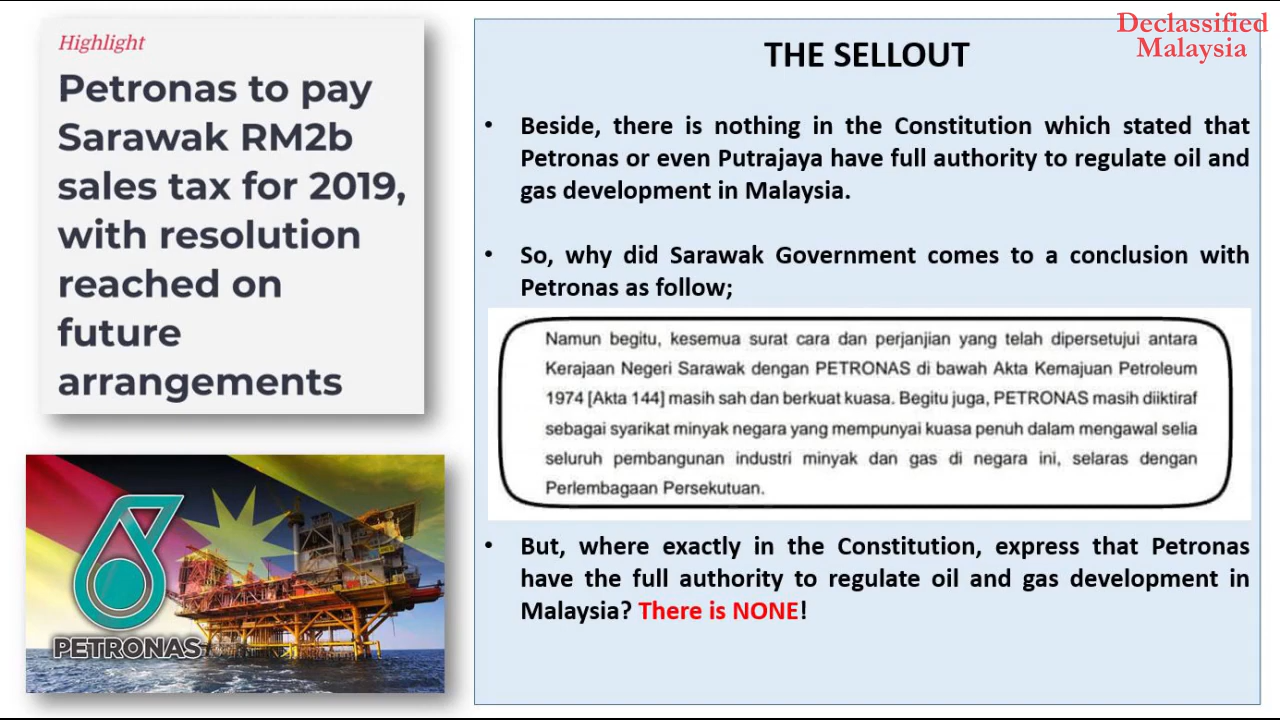 Declassified
Malaysia
Highlight
Petronas to pay
Sarawak RM2b
sales tax for 2019,
with resolution
reached on
future
arrangements
PETRONAS
THE SELLOUT
• Beside, there is nothing in the Constitution which stated that
Petronas or even Putrajaya have full authority to regulate oil and
gas development in Malaysia.
• So, why did Sarawak Government comes to a conclusion with
Petronas as follow;
Namun begitu, kesemua surat cara dan perjanjian yang telah dipersetujui antara
Kerajaan Negeri Sarawak dengan PETRONAS di bawah Akta Kemajuan Petroleum
1974 [Akta 144] masih sah dan berkuat kuasa. Begitu juga, PETRONAS masih diiktiraf
sebagai syarikat minyak negara yang mempunyai kuasa penuh dalam mengawal selia
seluruh pembangunan industri minyak dan gas di negara ini, selaras dengan
Perlembagaan Persekutuan.
• But, where exactly in the Constitution, express that Petronas
have the full authority to regulate oil and gas development in
Malaysia? There is NONE!